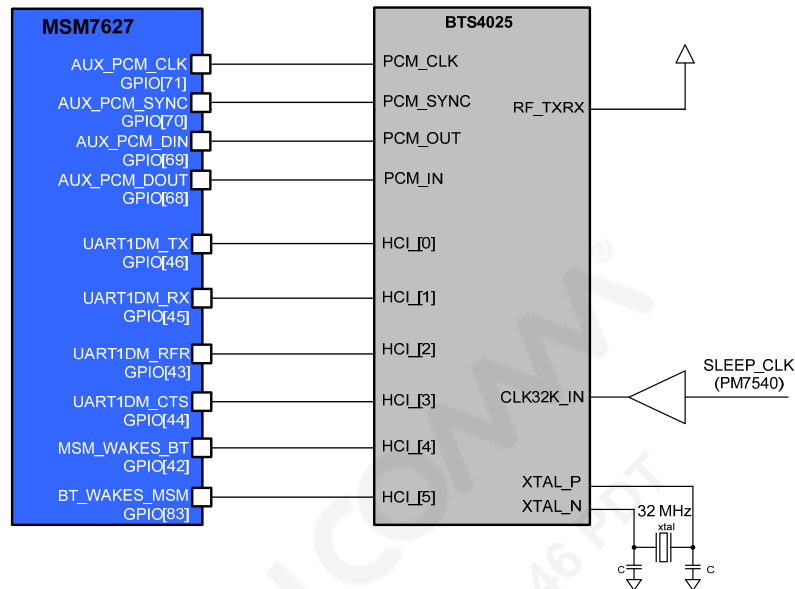 MSM7627
BTS4025
AUX_PCM_CLK
GPIO[71]
AUX_PCM_SYNC
GPIO[70]
AUX_PCM_DIN
GPIO[69]
AUX_PCM_DOUT
GPIO[68]
UART1DM_TX
GPIO[46]
UART1DM_RX
GPIO[45]
UART1DM_RFR
GPIO[43]
UART1DM_CTS
GPIO[44]
MSM_WAKES_BT
GPIO[42]
BT_WAKES_MSM
GPIO[83]
PCM_CLK
PCM_SYNC
PCM_OUT
PCM_IN
HCI_[0]
HCI_[1]
HCI_[2]
HCI_[3]
HCI_[4]
HCI_[5]
RF_TXRX
CLK32K_IN
XTAL_P
XTAL_N
SLEEP_CLK
(PM7540)
32 MHz
xtal
C
C
46 PDT